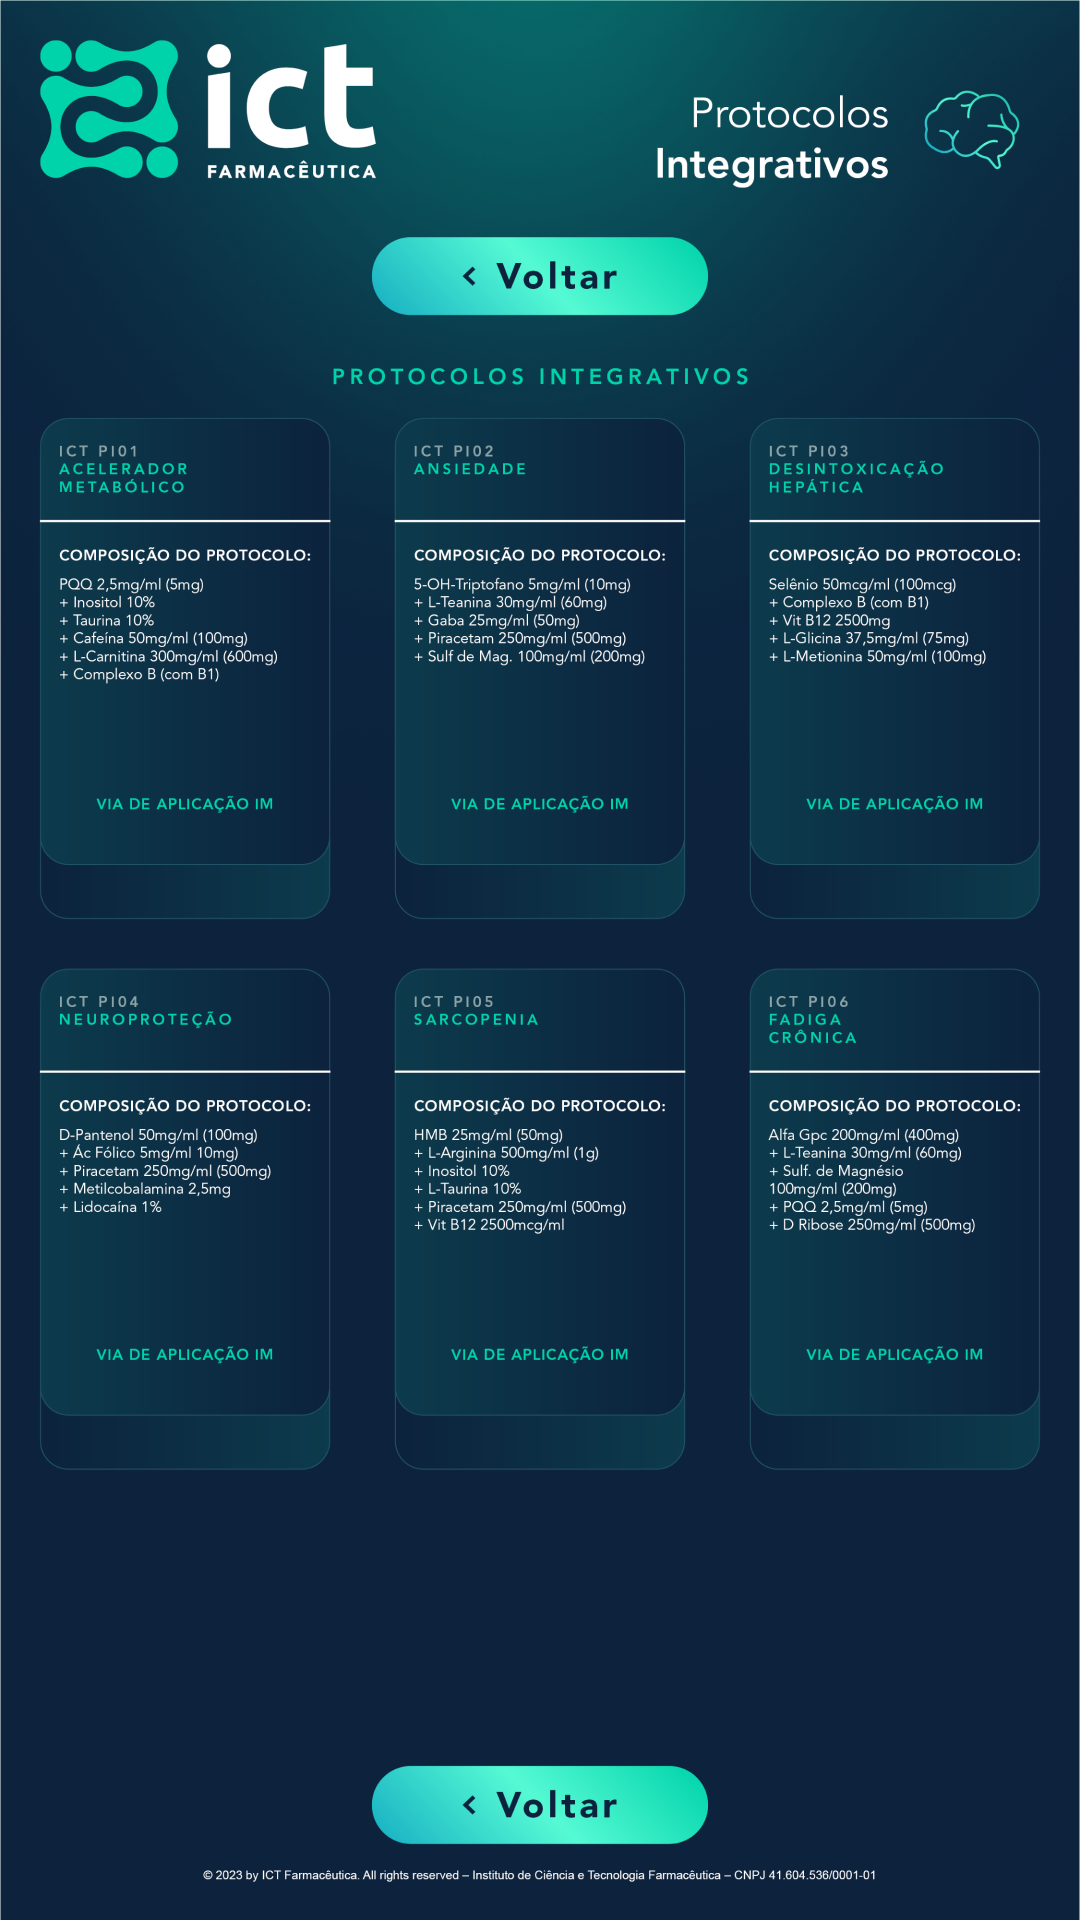 ict
FARMACÊUTICA
Protocolos
Integrativos
< Voltar
PROTOCOLOS INTEGRATIVOS
ICT PI01
ACELERADOR
METABÓLICO
COMPOSIÇÃO DO PROTOCOLO:
PQQ 2,5mg/ml (5mg)
+ Inositol 10%
+ Taurina 10%
+ Cafeína 50mg/ml (100mg)
+ L-Carnitina 300mg/ml (600mg)
+ Complexo B (com B1)
VIA DE APLICAÇÃO IM
ICT PI02
ANSIEDADE
COMPOSIÇÃO DO PROTOCOLO:
5-OH-Triptofano 5mg/ml (10mg)
+ L-Teanina 30mg/ml (60mg)
+ Gaba 25mg/ml (50mg)
+ Piracetam 250mg/ml (500mg)
+ Sulf de Mag. 100mg/ml (200mg)
VIA DE APLICAÇÃO IM
ICT PI03
DESINTOXICAÇÃO
HEPÁTICA
COMPOSIÇÃO DO PROTOCOLO:
Selênio 50mcg/ml (100mcg)
+ Complexo B (com B1)
+ Vit B12 2500mg
+ L-Glicina 37,5mg/ml (75mg)
+ L-Metionina 50mg/ml (100mg)
VIA DE APLICAÇÃO IM
ICT PI04
NEUROPROTEÇÃO
COMPOSIÇÃO DO PROTOCOLO:
D-Pantenol 50mg/ml (100mg)
+ Ác Fólico 5mg/ml 10mg)
+ Piracetam 250mg/ml (500mg)
+ Metilcobalamina 2,5mg
+ Lidocaína 1%
VIA DE APLICAÇÃO IM
ICT PI05
SARCOPENIA
COMPOSIÇÃO DO PROTOCOLO:
HMB 25mg/ml (50mg)
+ L-Arginina 500mg/ml (1g)
+ Inositol 10%
+ L-Taurina 10%
+ Piracetam 250mg/ml (500mg)
+ Vit B12 2500mcg/ml
VIA DE APLICAÇÃO IM
ICT PI06
FADIGA
CRÔNICA
COMPOSIÇÃO DO PROTOCOLO:
Alfa Gpc 200mg/ml (400mg)
+ L-Teanina 30mg/ml (60mg)
+ Sulf. de Magnésio
100mg/ml (200mg)
+ PQQ 2,5mg/ml (5mg)
+ D Ribose 250mg/ml (500mg)
VIA DE APLICAÇÃO IM
< Voltar
© 2023 by ICT Farmacêutica. All rights reserved – Instituto de Ciência e Tecnologia Farmacêutica – CNPJ 41.604.536/0001-01